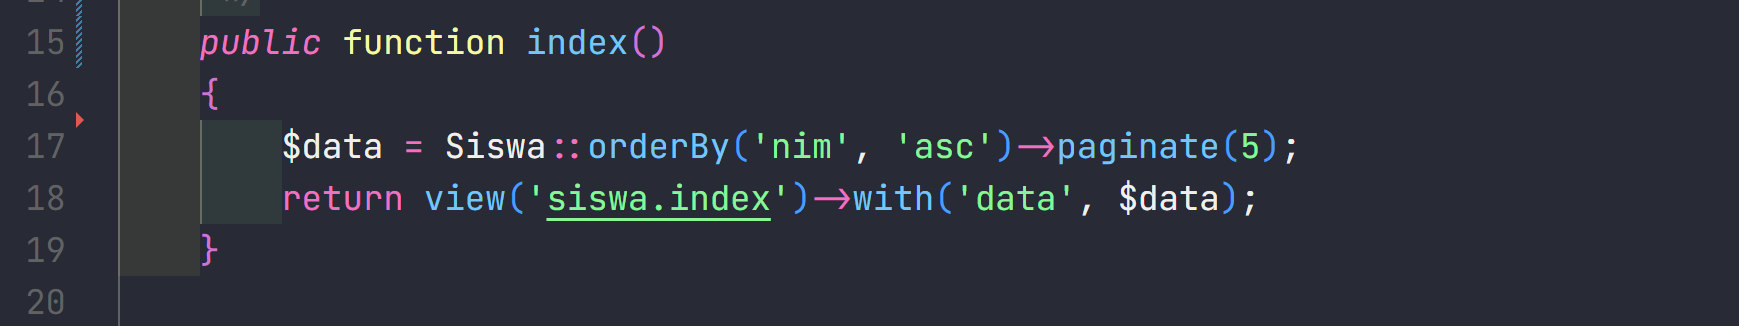 15 public function index()
16 {
17 $data = Siswa::orderBy('nim', 'asc')->paginate(5);
18 return view('siswa.index')->with('data', $data);
19 }
20